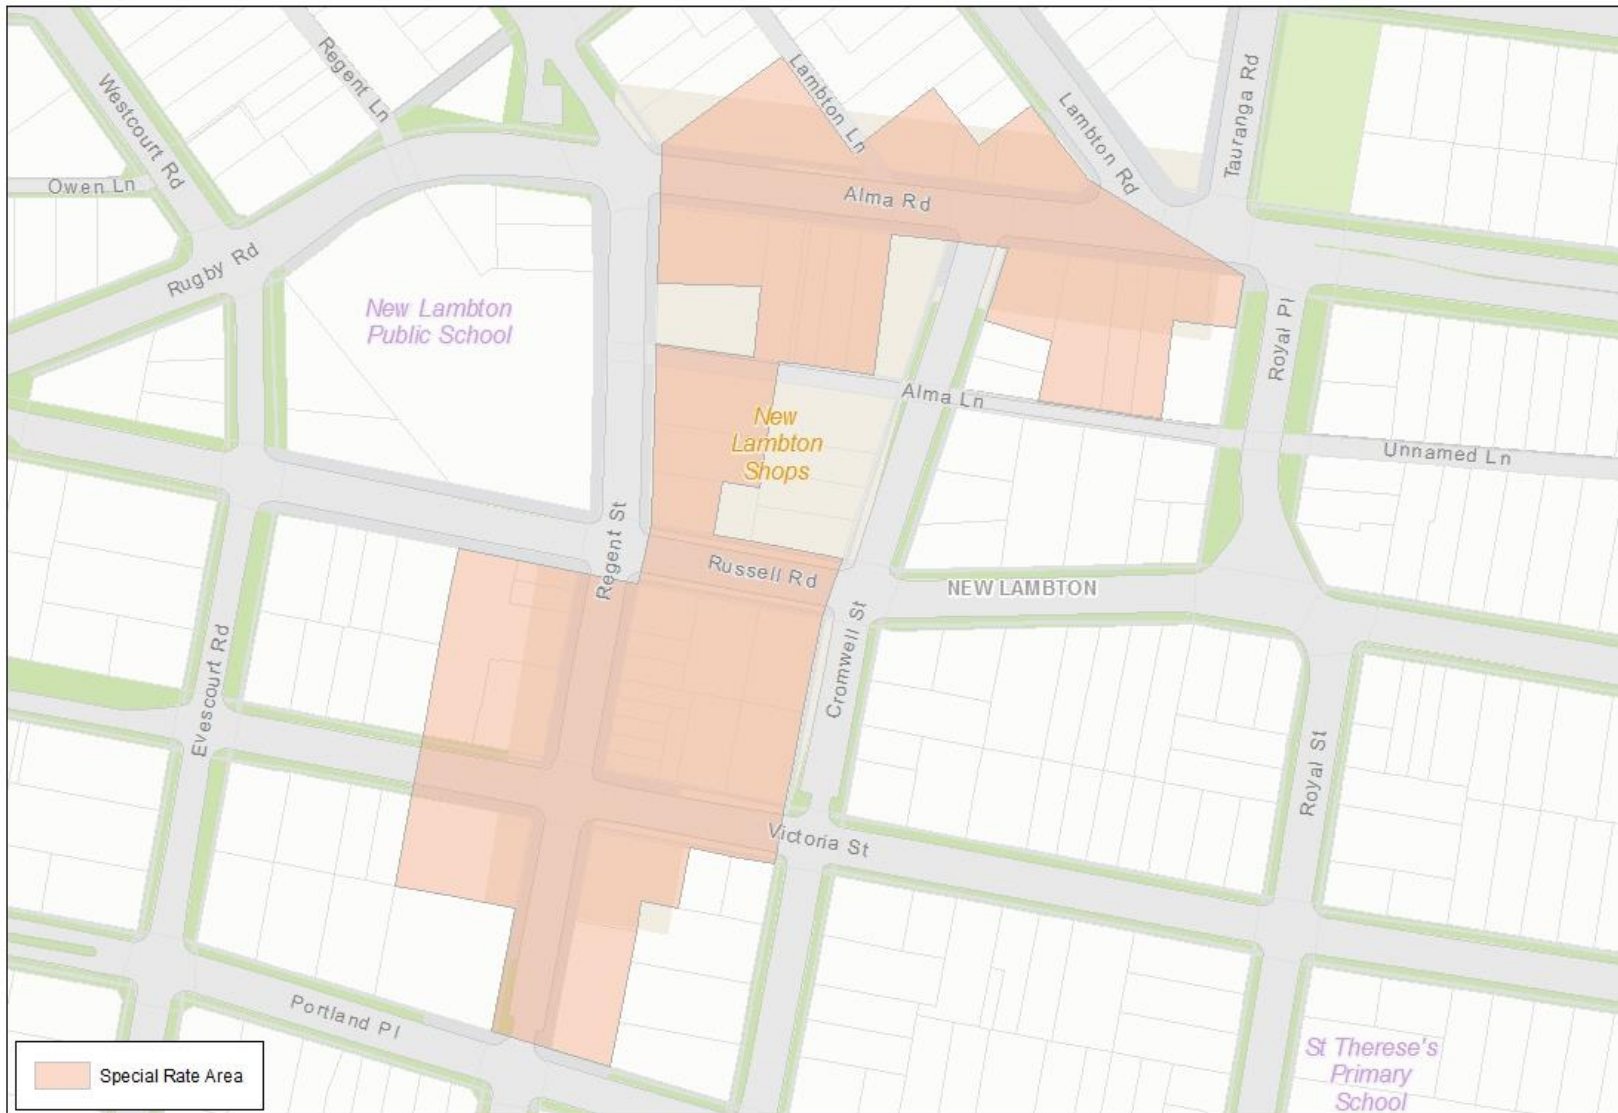 Regent Ln
Westcourt Rd
Owen Ln
Rugby Rd
Lambton Ln
Lambton Rd
Tauranga Rd
Alma Rd
New Lambton
Public School
Royal Pl
Alma Ln
New
Lambton
Shops
Unnamed Ln
Regent St
Russell Rd
NEW LAMBTON
Cromwell St
Evescourt Rd
Royal St
Victoria St
Portland Pl
St Therese's
Primary
School
Special Rate Area